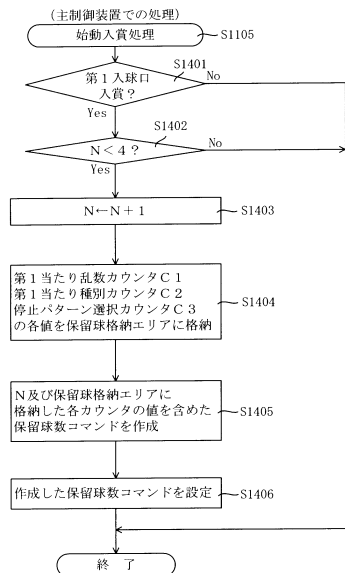 (主制御装置での処理)
始動入賞処理
S1105
S1401
第1入球口
入賞?
No
Yes
S1402
N<4?
No
Yes
N←N+1
S1403
第1当たり乱数カウンタC1
第1当たり種別カウンタC2
停止パターン選択カウンタC3
の各値を保留球格納エリアに格納
S1404
N及び保留球格納エリアに
格納した各カウンタの値を含めた
保留球数コマンドを作成
S1405
作成した保留球数コマンドを設定
S1406
終 了